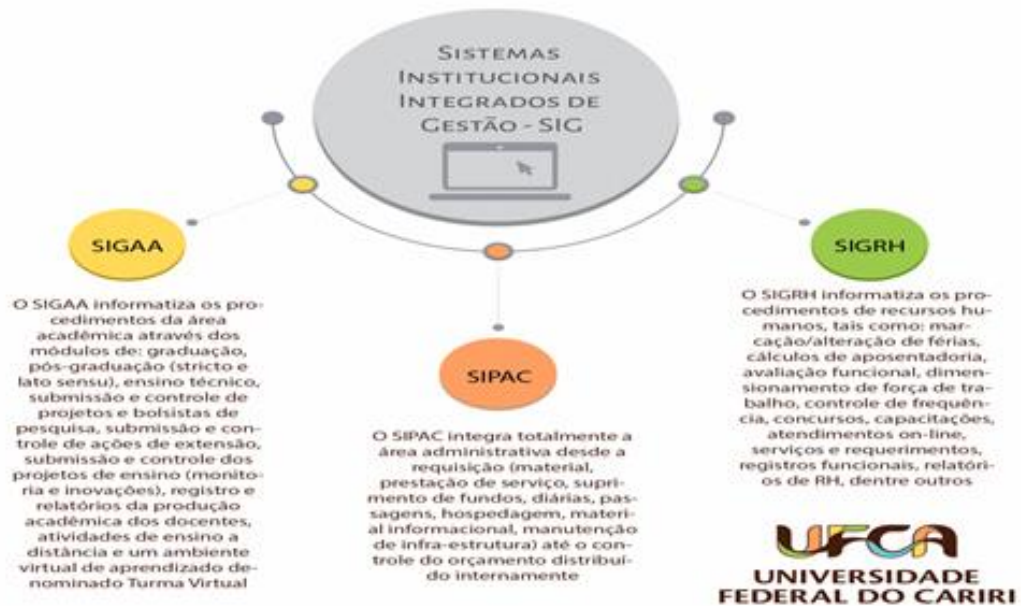 SISTEMAS
INSTITUCIONAIS
INTEGRADOS DE
GESTÃO - SIG
SIGAA
O SIGAA informatiza os pro-
cedimentos da área
acadêmica através dos
módulos de: graduação,
pós-graduação (stricto e
lato sensu), ensino técnico,
submissão e controle de
projetos e bolsistas de
pesquisa, submissão e con-
trole de ações de extensão,
submissão e controle dos
projetos de ensino (monito-
ria e inovações), registro e
relatórios da produção
acadêmica dos docentes,
atividades de ensino a
distância e um ambiente
virtual de aprendizado de-
nominado Turma Virtual
SIPAC
O SIPAC integra totalmente a
área administrativa desde a
requisição (material,
prestação de serviço, supri-
mento de fundos, diárias, pas-
sagens, hospedagem, materi-
al informacional, manutenção
de infra-estrutura) até o con-
trole do orçamento distribuí-
do internamente
SIGRH
O SIGRH informatiza os pro-
cedimentos de recursos hu-
manos, tais como: mar-
cação/alteração de férias,
cálculos de aposentadoria,
avaliação funcional, dimen-
sionamento de força de tra-
balho, controle de frequên-
cia, concursos, capacitações,
atendimentos on-line,
serviços e requerimentos,
registros funcionais, relatóri-
os de RH, dentre outros
UFCA
UNIVERSIDADE
FEDERAL DO CARIRI